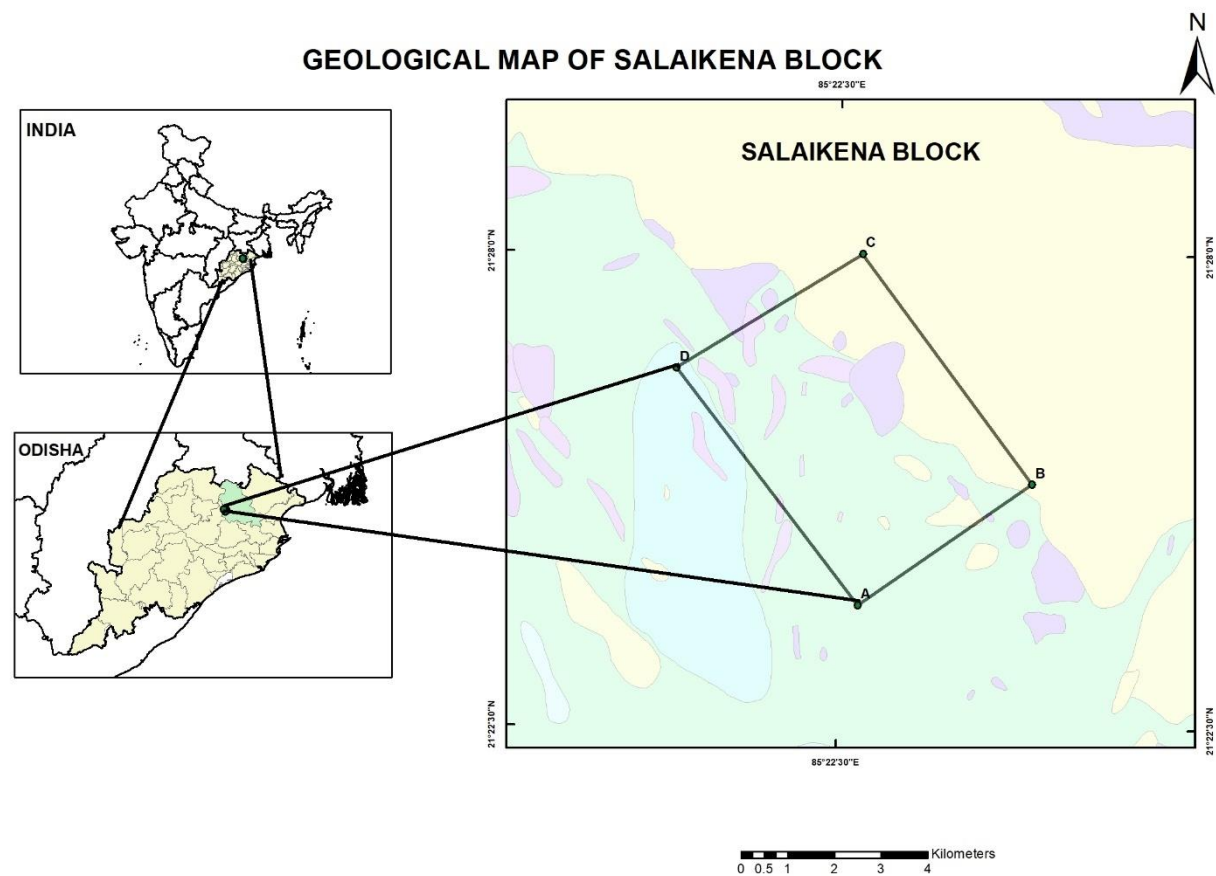 N
GEOLOGICAL MAP OF SALAIKENA BLOCK
85°22'30"E
INDIA
SALAIKENA BLOCK
C
21°28'0"N
21°28'0"N
D
ODISHA
B
A
21°22'30"N
21°22'30"N
85°22'30"E
Kilometers
0 0.5 1 2 3 4